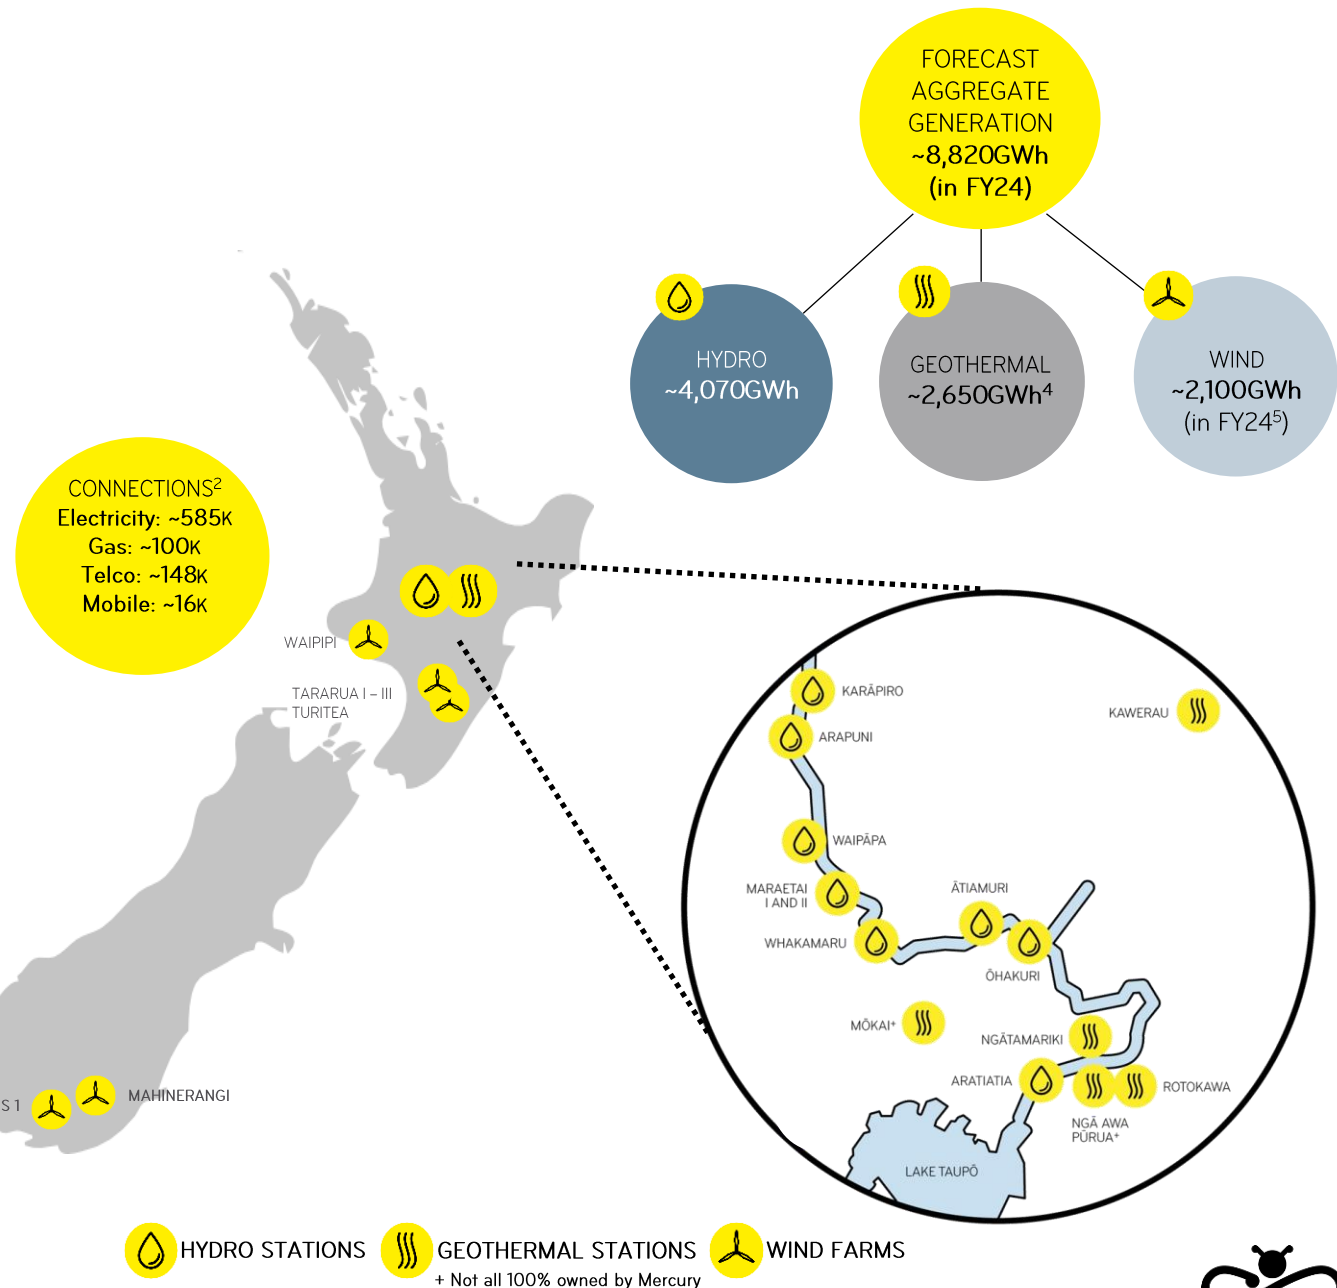 FORECAST
AGGREGATE
GENERATION
~8,820GWh
(in FY24)
HYDRO
~4,070GWh
GEOTHERMAL
~2,650GWh⁴
WIND
~2,100GWh
(in FY24⁵)
CONNECTIONS²
Electricity: ~585K
Gas: ~100K
Telco: ~148K
Mobile: ~16K
WAIPIPI
TARARUA I – III
TURITEA
KARĀPIRO
KAWERAU
ARAPUNI
WAIPĀPA
MARAETAI
I AND II
ĀTIAMURI
WHAKAMARU
ŌHAKURI
MŌKAI⁺
NGĀTAMARIKI
ARATIATIA
ROTOKAWA
NGĀ AWA
PŪRUA⁺
LAKE TAUPŌ
S 1
MAHINERANGI
HYDRO STATIONS
GEOTHERMAL STATIONS
WIND FARMS
+ Not all 100% owned by Mercury